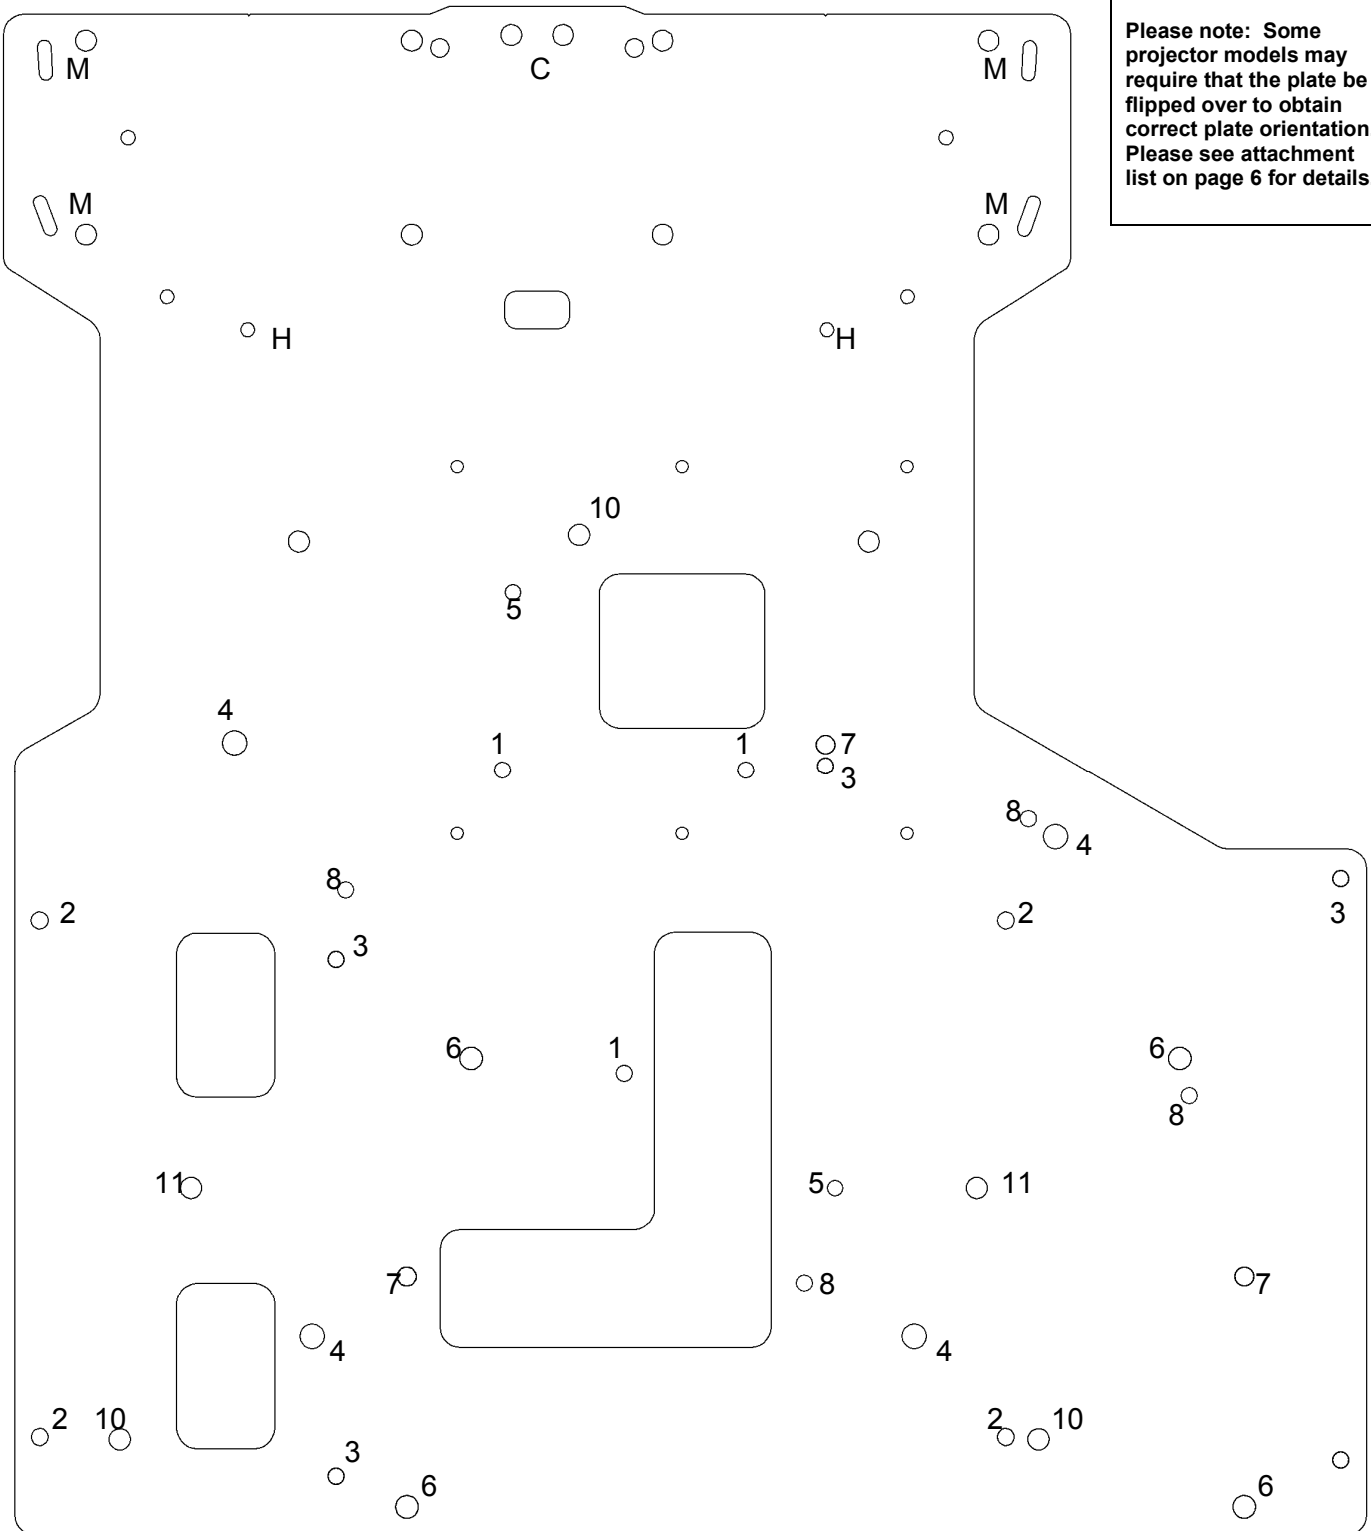 Please note: Some
projector models may
require that the plate be
flipped over to obtain
correct plate orientation
Please see attachment
list on page 6 for details
M C M
M M
H H
10
5
4
1 1 7
3
8 4
8
2 2 3
3
6 1 6
8
11 5 11
7 8 7
4 4
2 10 2 10
3
6 6